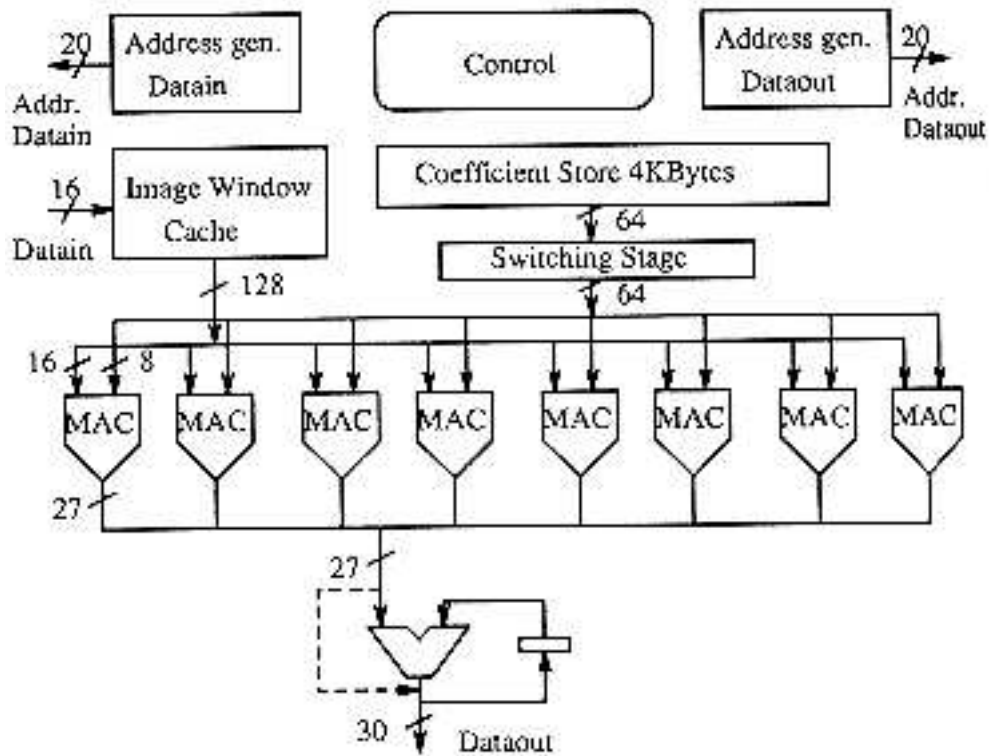 20
Address gen.
Datain
Control
Address gen.
Dataout
20
Addr.
Datain
Addr.
Dataout
16
Datain
Image Window
Cache
Coefficient Store 4KBytes
64
Switching Stage
64
128
16
8
MAC
MAC
MAC
MAC
MAC
MAC
MAC
MAC
27
27
30
Dataout